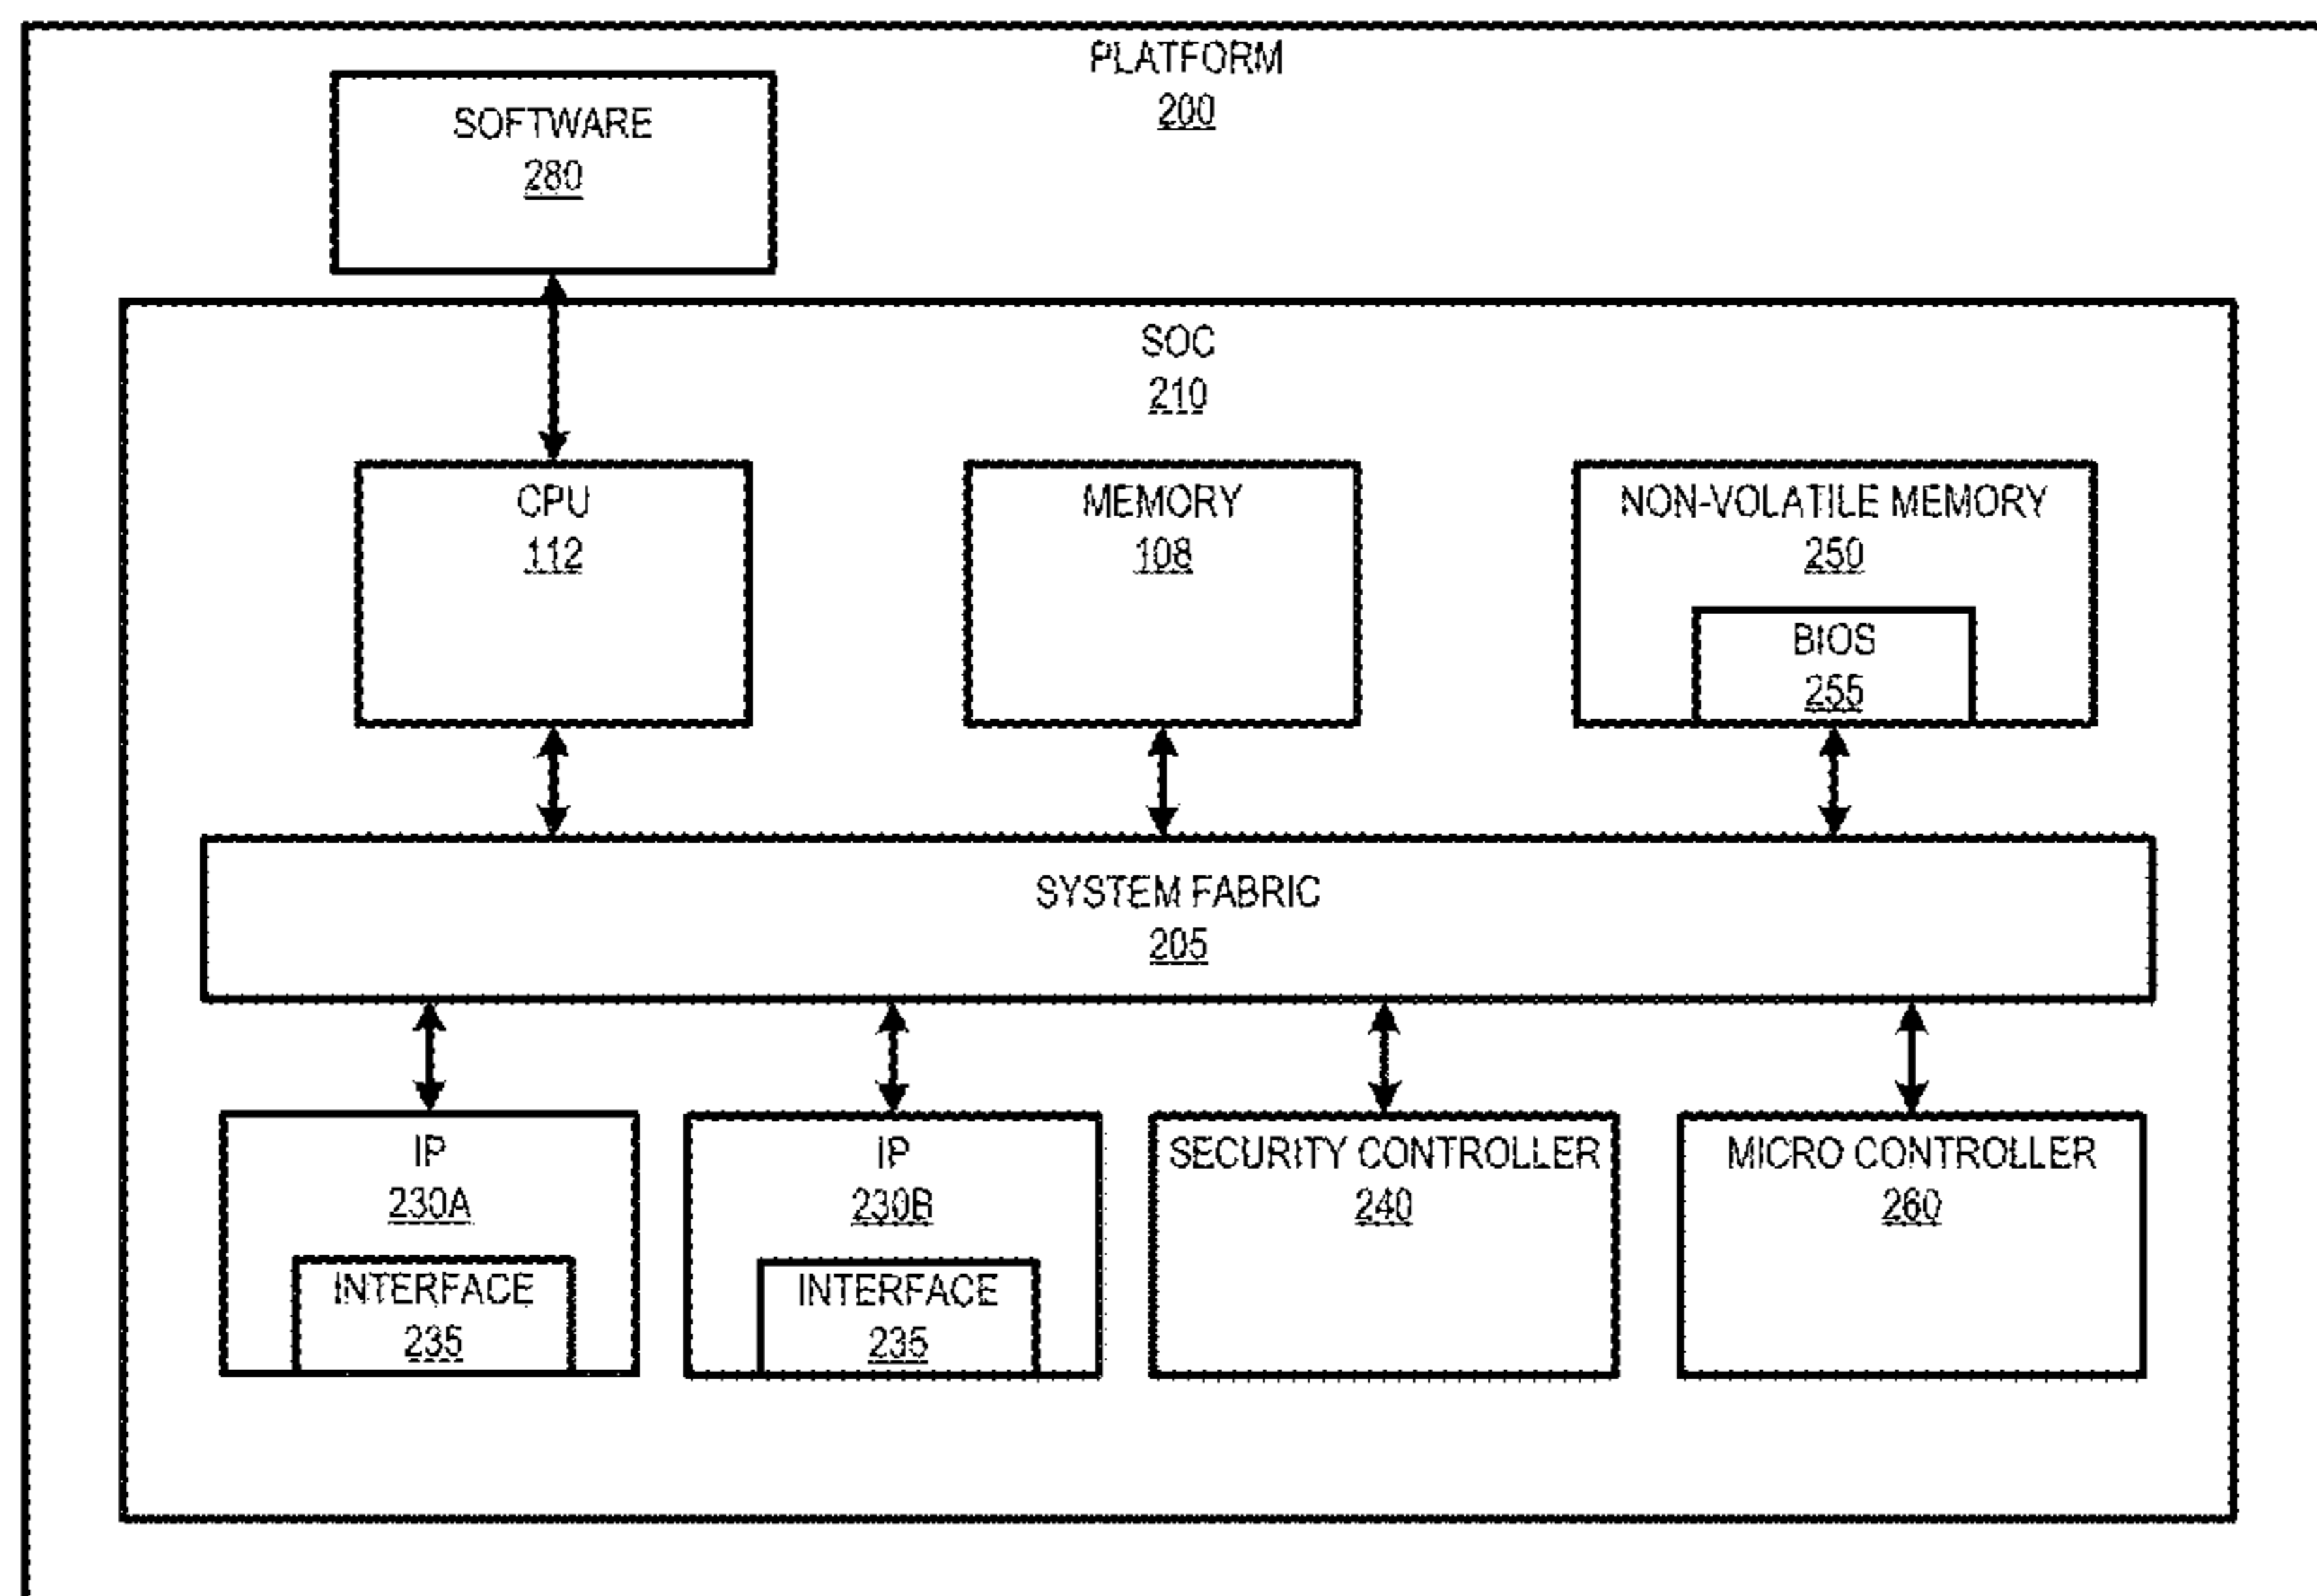 PLATFORM
200
SOFTWARE
280
SOC
210
CPU
112
MEMORY
108
NON-VOLATILE MEMORY
250
BIOS
255
SYSTEM FABRIC
205
IP
230A
INTERFACE
235
IP
230B
INTERFACE
235
SECURITY CONTROLLER
240
MICRO CONTROLLER
260